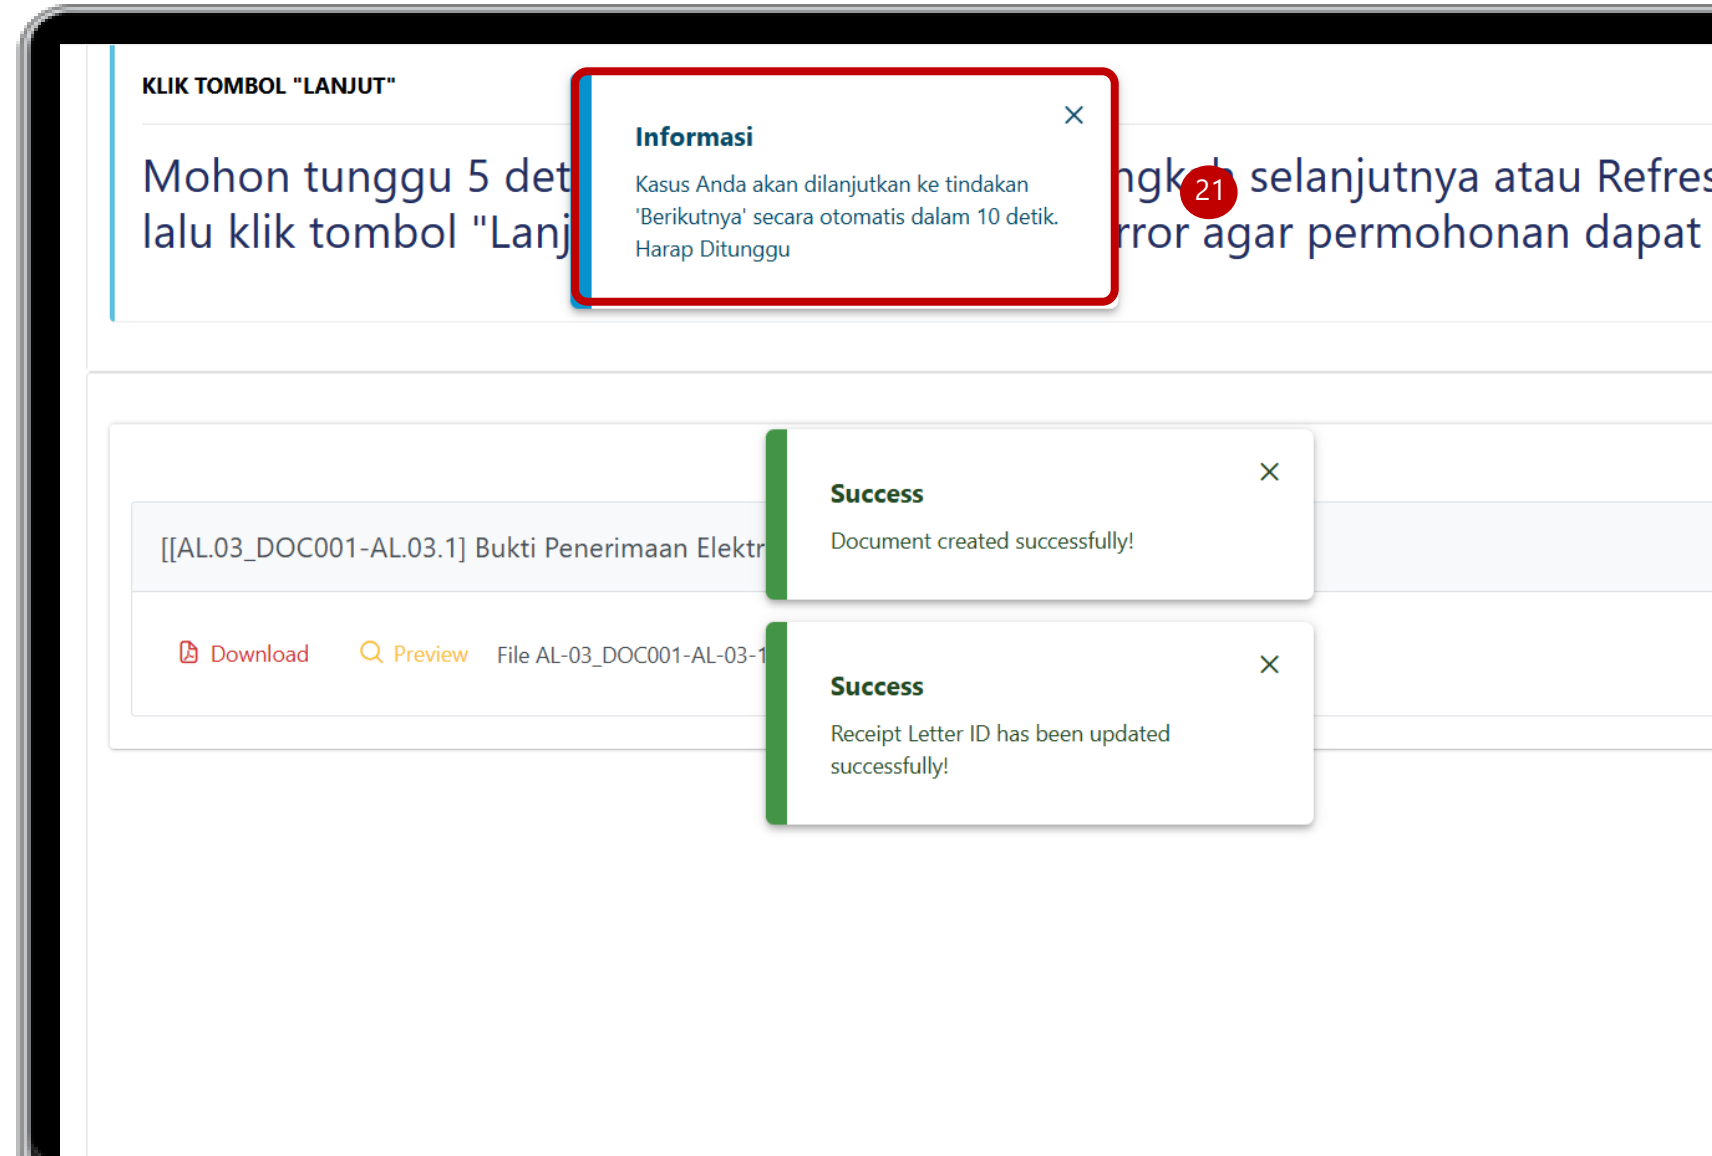 KLIK TOMBOL "LANJUT"
Mohon tunggu 5 det
selanjutnya atau Refres
lalu klik tombol "Lanj
agar permohonan dapat
Informasi
Kasus Anda akan dilanjutkan ke tindakan
'Berikutnya' secara otomatis dalam 10 detik.
Harap Ditunggu
21
[[AL.03_DOC001-AL.03.1] Bukti Penerimaan Elektr
Download Preview File AL-03_DOC001-AL-03-1
Success
Document created successfully!
Success
Receipt Letter ID has been updated
successfully!